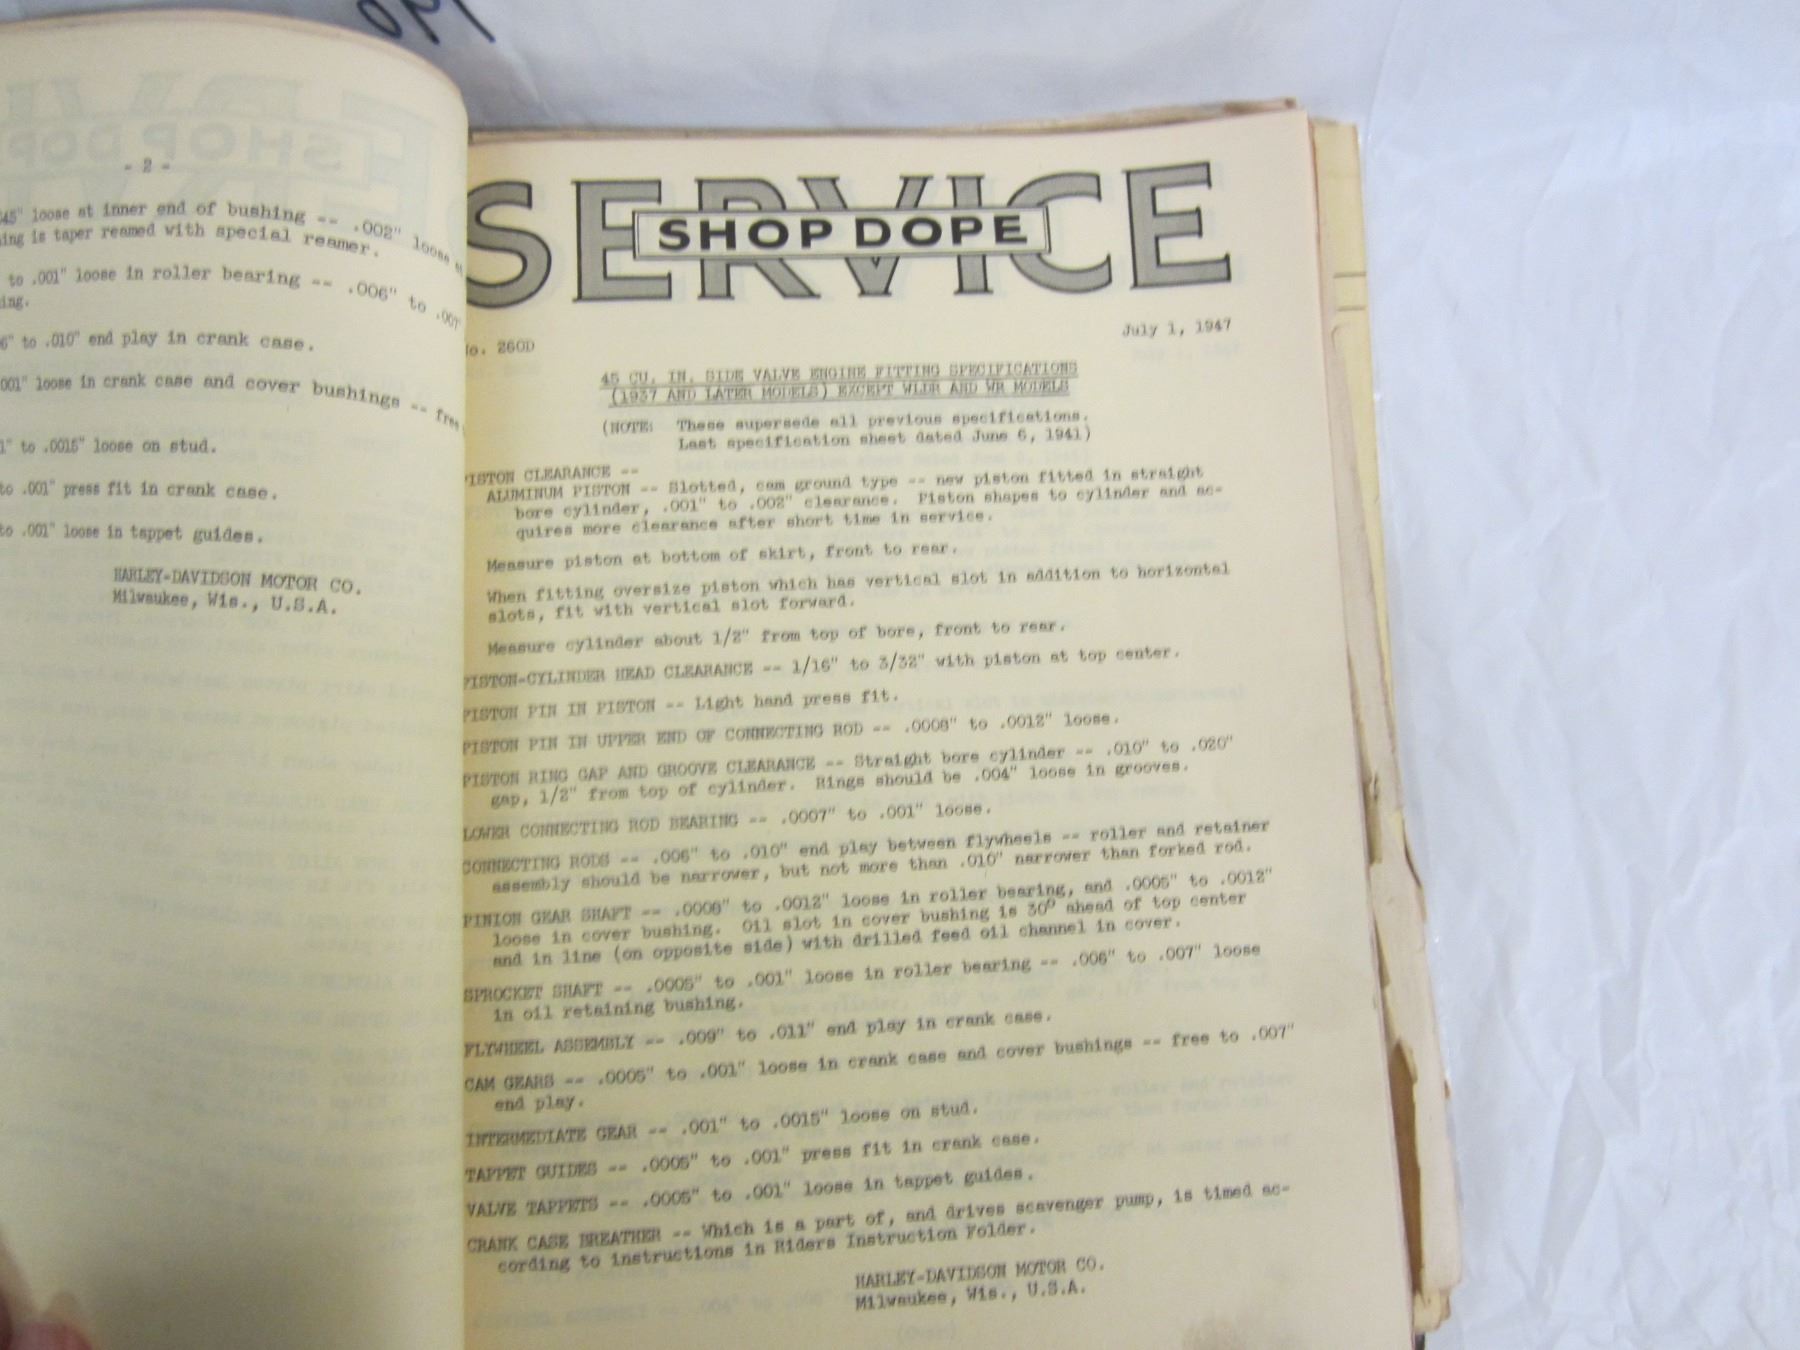 - 2 -
45" loose at inner end of bushing -- .002" loose
ing is taper reamed with special reamer.
to .001" loose in roller bearing -- .006" to .007"
ing.
6" to .010" end play in crank case.
001" loose in crank case and cover bushings -- free
1" to .0015" loose on stud.
to .001" press fit in crank case.
to .001" loose in tappet guides.
HARLEY-DAVIDSON MOTOR CO.
Milwaukee, Wis., U.S.A.
SERVICE
SHOP DOPE
No. 260D
July 1, 1947
45 CU. IN. SIDE VALVE ENGINE FITTING SPECIFICATIONS
(1937 AND LATER MODELS) EXCEPT WLDR AND WR MODELS
(NOTE: These supersede all previous specifications.
Last specification sheet dated June 6, 1941)
PISTON CLEARANCE --
ALUMINUM PISTON -- Slotted, cam ground type -- new piston fitted in straight
bore cylinder, .001" to .002" clearance. Piston shapes to cylinder and ac-
quires more clearance after short time in service.
Measure piston at bottom of skirt, front to rear.
When fitting oversize piston which has vertical slot in addition to horizontal
slots, fit with vertical slot forward.
Measure cylinder about 1/2" from top of bore, front to rear.
PISTON-CYLINDER HEAD CLEARANCE -- 1/16" to 3/32" with piston at top center.
PISTON PIN IN PISTON -- Light hand press fit.
PISTON PIN IN UPPER END OF CONNECTING ROD -- .0008" to .0012" loose.
PISTON RING GAP AND GROOVE CLEARANCE -- Straight bore cylinder -- .010" to .020"
gap, 1/2" from top of cylinder. Rings should be .004" loose in grooves.
LOWER CONNECTING ROD BEARING -- .0007" to .001" loose.
CONNECTING RODS -- .006" to .010" end play between flywheels -- roller and retainer
assembly should be narrower, but not more than .010" narrower than forked rod.
PINION GEAR SHAFT -- .0008" to .0012" loose in roller bearing, and .0005" to .0012"
loose in cover bushing. Oil slot in cover bushing is 30° ahead of top center
and in line (on opposite side) with drilled feed oil channel in cover.
SPROCKET SHAFT -- .0005" to .001" loose in roller bearing -- .006" to .007" loose
in oil retaining bushing.
FLYWHEEL ASSEMBLY -- .009" to .011" end play in crank case.
CAM GEARS -- .0005" to .001" loose in crank case and cover bushings -- free to .007"
end play.
INTERMEDIATE GEAR -- .001" to .0015" loose on stud.
TAPPET GUIDES -- .0005" to .001" press fit in crank case.
VALVE TAPPETS -- .0005" to .001" loose in tappet guides.
CRANK CASE BREATHER -- Which is a part of, and drives scavenger pump, is timed ac-
cording to instructions in Riders Instruction Folder.
HARLEY-DAVIDSON MOTOR CO.
Milwaukee, Wis., U.S.A.